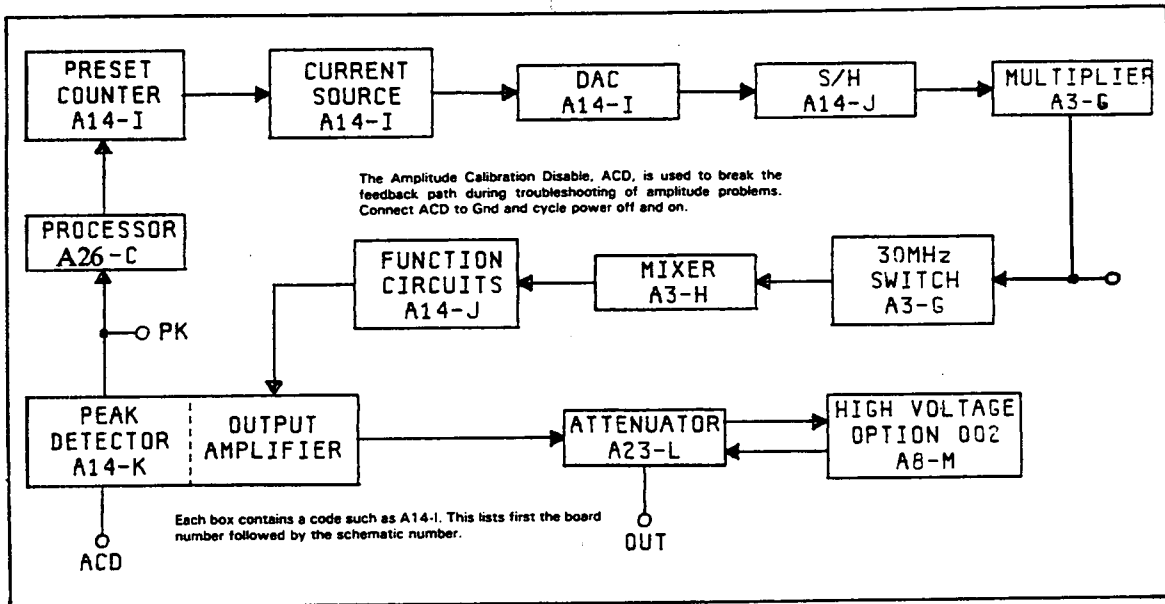 PRESET
COUNTER
A14-I
CURRENT
SOURCE
A14-I
DAC
A14-I
S/H
A14-J
MULTIPLIER
A3-G
The Amplitude Calibration Disable, ACD, is used to break the
feedback path during troubleshooting of amplitude problems.
Connect ACD to Gnd and cycle power off and on.
PROCESSOR
A26-C
FUNCTION
CIRCUITS
A14-J
MIXER
A3-H
30MHz
SWITCH
A3-G
PK
PEAK
DETECTOR
A14-K
OUTPUT
AMPLIFIER
ATTENUATOR
A23-L
HIGH VOLTAGE
OPTION 002
A8-M
Each box contains a code such as A14-I. This lists first the board
number followed by the schematic number.
ACD
OUT